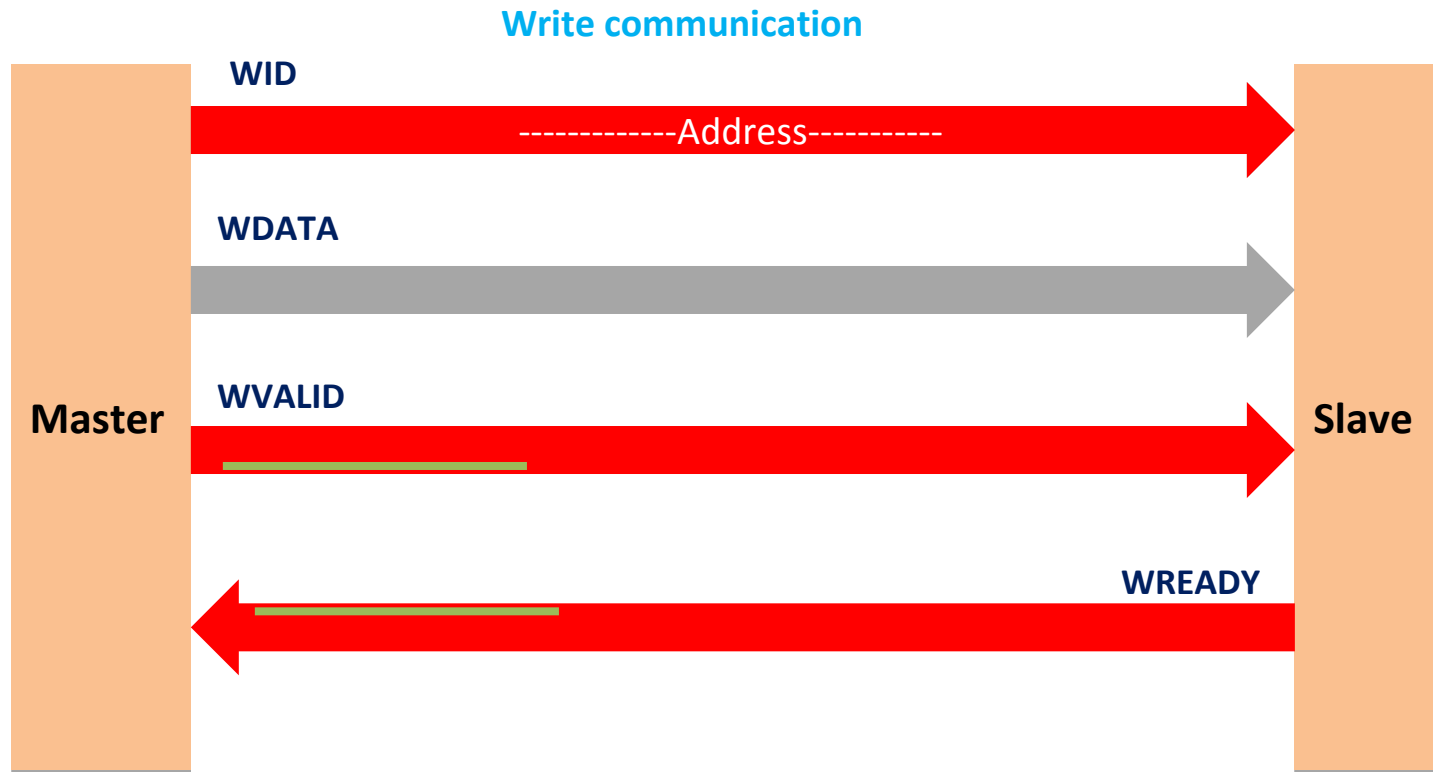 Write communication
WID
-------------Address-----------
WDATA
WVALID
Master
Slave
WREADY